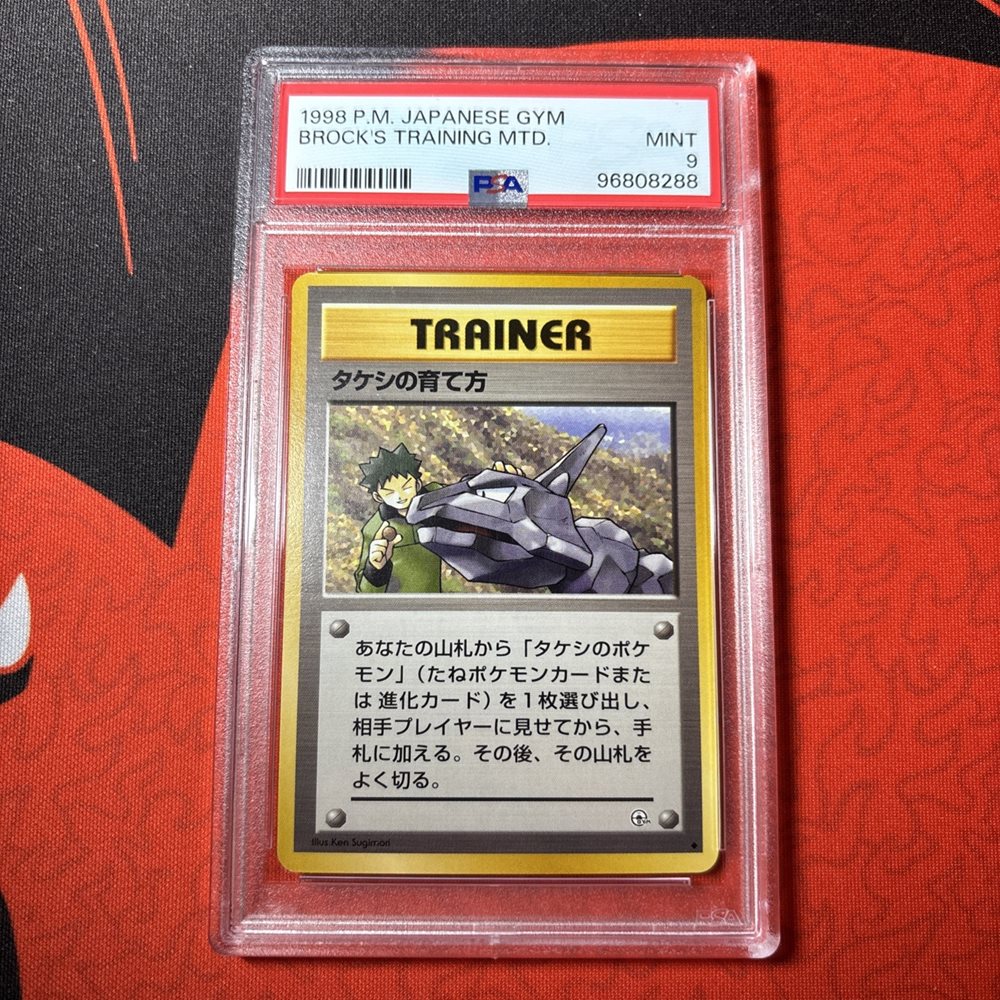 1998 P.M. JAPANESE GYM
BROCK'S TRAINING MTD.
MINT
9
PSA
96808288
TRAINER
タケシの育て方
あなたの山札から「タケシのポケ
モン」(たねポケモンカードまた
は 進化カード) を1枚選び出し、
相手プレイヤーに見せてから、手
札に加える。その後、その山札を
よく切る。
GYM
Illus. Ken Sugimori
PSA